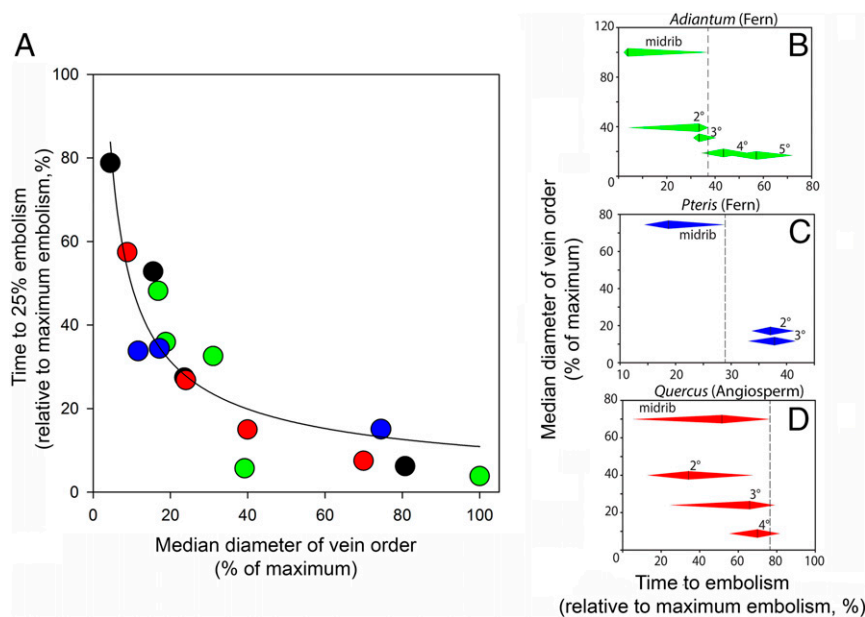 A
Time to 25% embolism
(relative to maximum embolism,%)
100
80
60
40
20
0
0 20 40 60 80 100
Median diameter of vein order
(% of maximum)
Median diameter of vein order
(% of maximum)
Adiantum (Fern)
B
120
80
40
0
midrib
2°
3°
4°
5°
0 20 40 60 80
Pteris (Fern)
C
80
60
40
20
0
midrib
2°
3°
10 20 30 40
Quercus (Angiosperm)
D
80
60
40
20
0
midrib
2°
3°
4°
0 20 40 60 80 100
Time to embolism
(relative to maximum embolism, %)